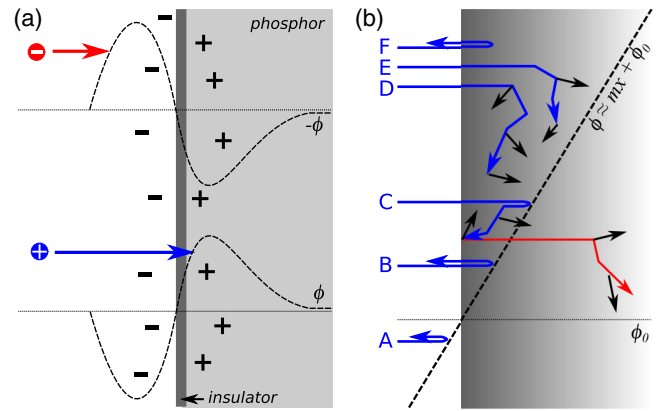 (a)
phosphor
-ϕ
ϕ
insulator
(b)
F
E
D
ϕ ≈ mx + ϕ₀
C
B
ϕ₀
A